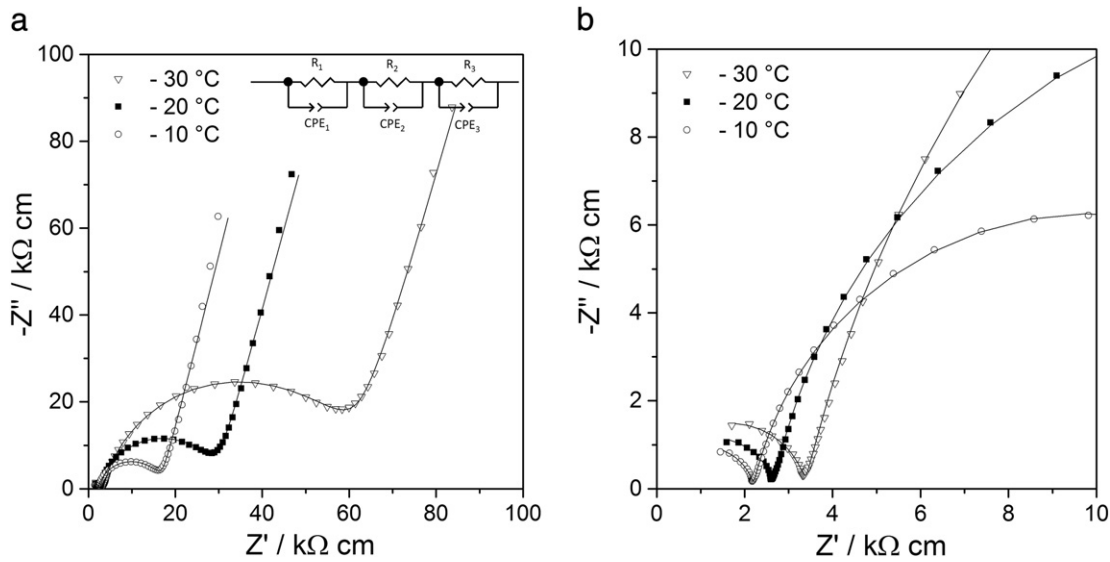 a
100
80
60
40
20
0
-Z'' / kΩ cm
- 30 °C
- 20 °C
- 10 °C
R1
R2
R3
CPE1
CPE2
CPE3
0 20 40 60 80 100
Z' / kΩ cm
b
10
8
6
4
2
0
-Z'' / kΩ cm
- 30 °C
- 20 °C
- 10 °C
0 2 4 6 8 10
Z' / kΩ cm